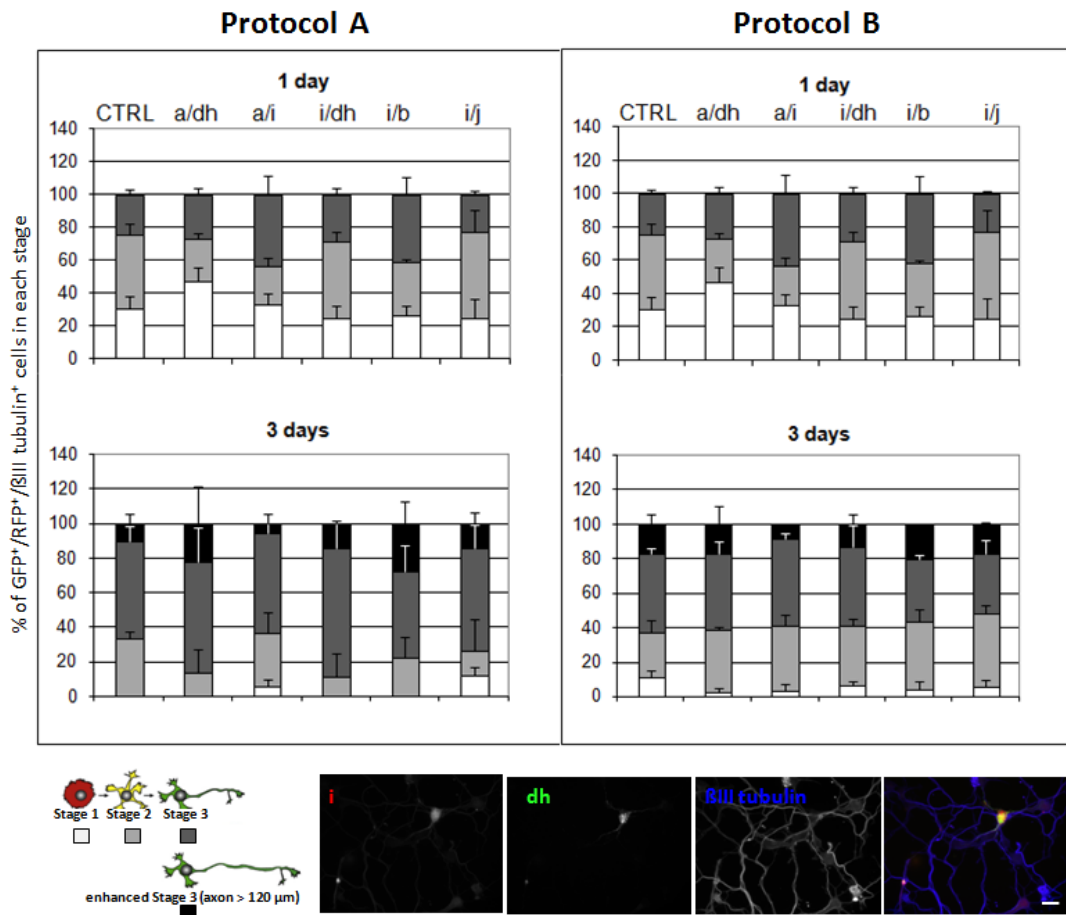 Protocol A
Protocol B
% of GFP⁺/RFP⁺/ßIII tubulin⁺ cells in each stage
1 day
CTRL a/dh a/i i/dh i/b i/j
140
120
100
80
60
40
20
0
1 day
CTRL a/dh a/i i/dh i/b i/j
140
120
100
80
60
40
20
0
3 days
140
120
100
80
60
40
20
0
3 days
140
120
100
80
60
40
20
0
Stage 1 Stage 2 Stage 3
enhanced Stage 3 (axon > 120 µm)
i
dh
ßIII tubulin